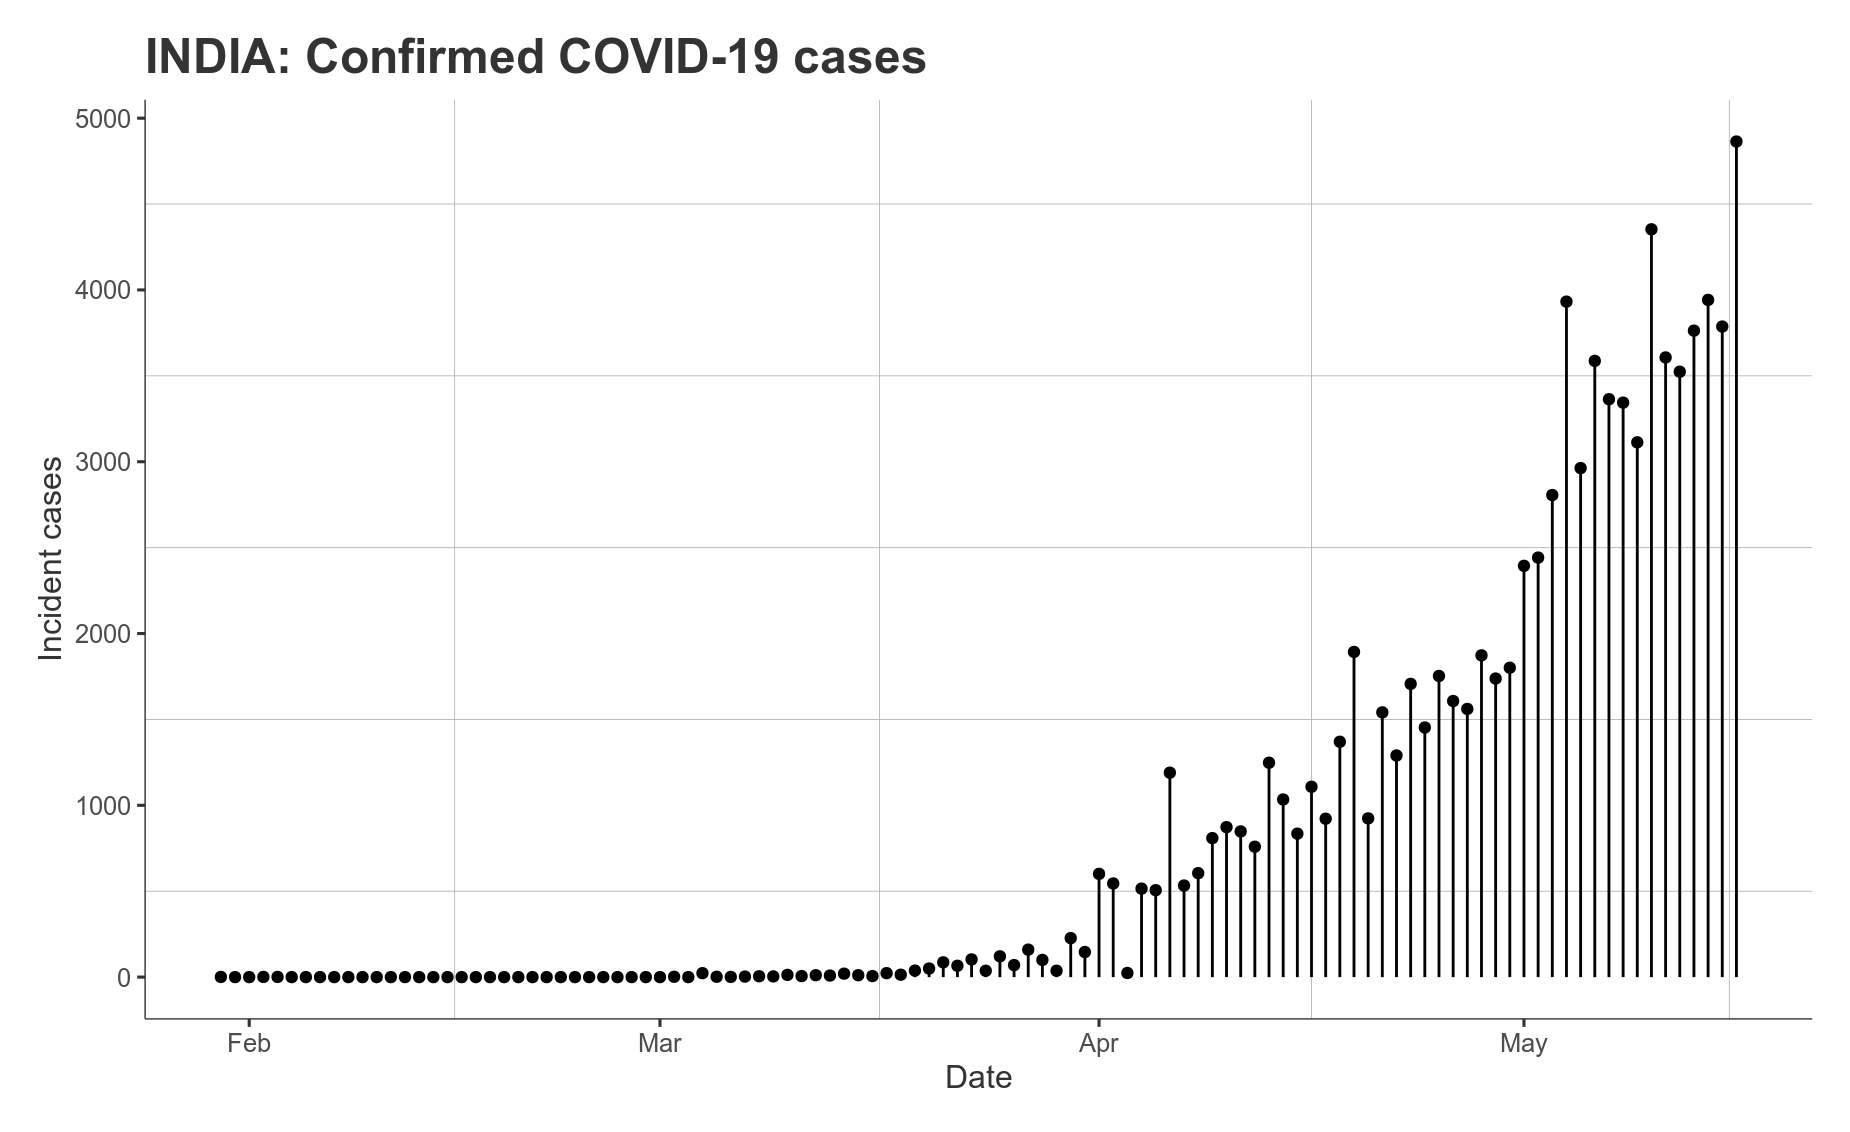 INDIA: Confirmed COVID-19 cases
5000
4000
3000
2000
1000
0
Incident cases
Feb
Mar
Apr
May
Date